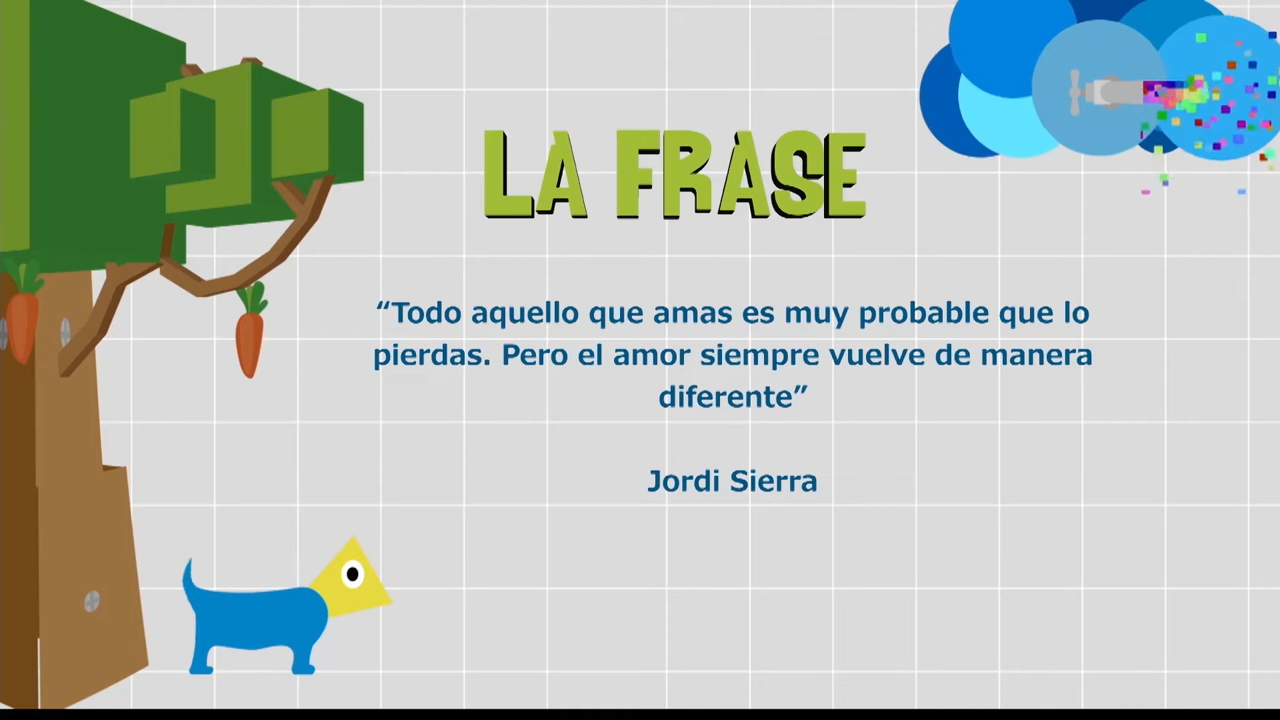 LA FRASE
“Todo aquello que amas es muy probable que lo
pierdas. Pero el amor siempre vuelve de manera
diferente”
Jordi Sierra